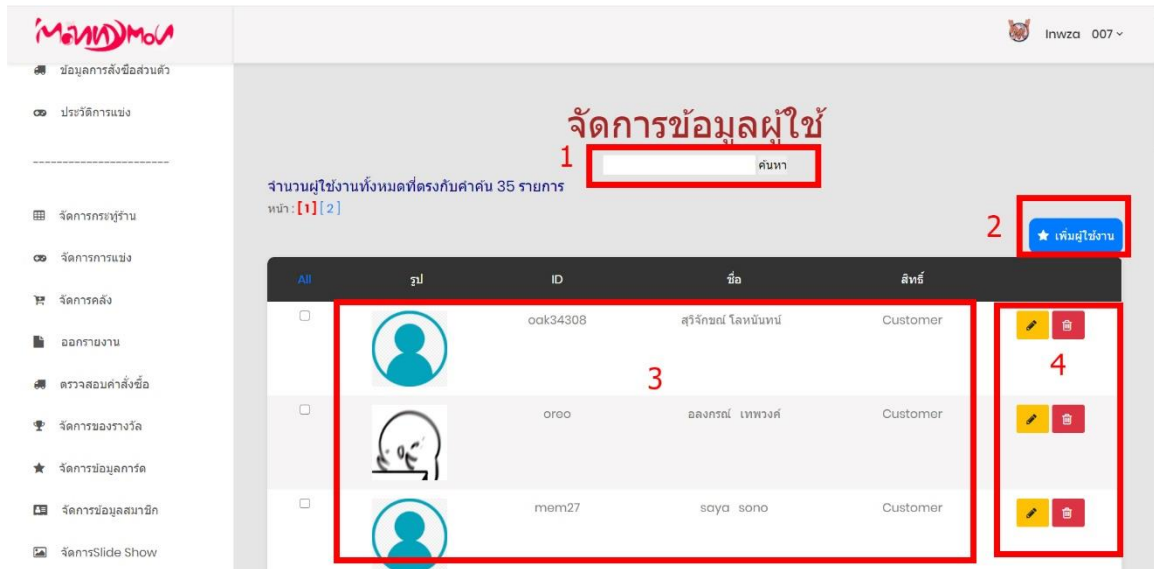 Inwza 007
ข้อมูลการสั่งซื้อส่วนตัว
ประวัติการแข่ง
------------------------
จัดการกระทู้ร้าน
จัดการการแข่ง
จัดการคลัง
ออกรายงาน
ตรวจสอบคำสั่งซื้อ
จัดการของรางวัล
จัดการข้อมูลการ์ด
จัดการข้อมูลสมาชิก
จัดการSlide Show
จัดการข้อมูลผู้ใช้
1 ค้นหา
จำนวนผู้ใช้งานทั้งหมดที่ตรงกับคำค้น 35 รายการ
หน้า : [1] [ 2 ]
2 เพิ่มผู้ใช้งาน
All รูป ID ชื่อ สิทธิ์
oak34308 สุวิจักขณ์ โลหนันทน์ Customer
3
4
oreo อลงกรณ์ เทพวงค์ Customer
mem27 saya sono Customer